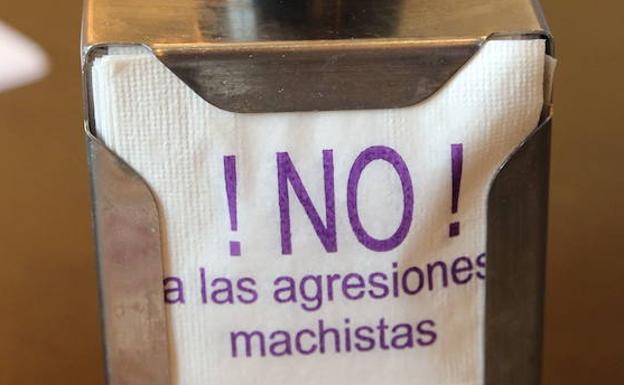 !NO!
a las agresiones
machistas